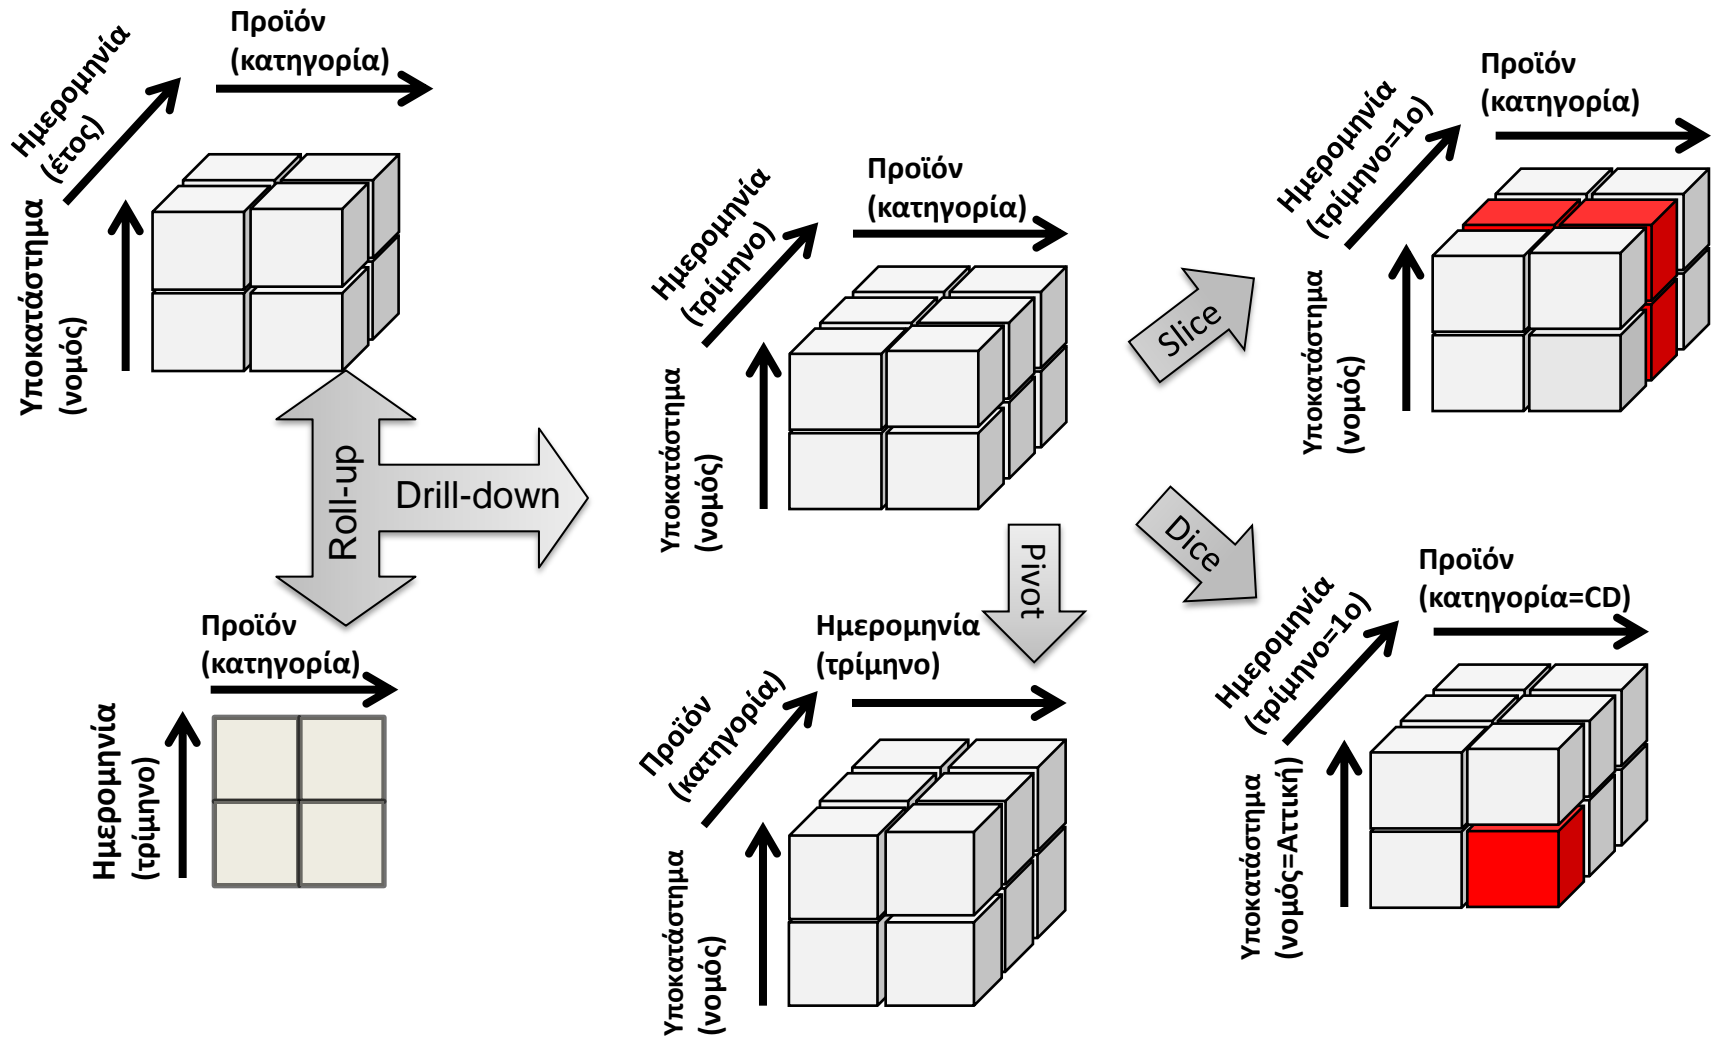 Προϊόν
(κατηγορία)
Ημερομηνία
(έτος)
Υποκατάστημα
(νομός)
Roll-up
Drill-down
Προϊόν
(κατηγορία)
Ημερομηνία
(τρίμηνο)
Προϊόν
(κατηγορία)
Ημερομηνία
(τρίμηνο)
Υποκατάστημα
(νομός)
Slice
Dice
Pivot
Ημερομηνία
(τρίμηνο)
Προϊόν
(κατηγορία)
Υποκατάστημα
(νομός)
Προϊόν
(κατηγορία)
Ημερομηνία
(τρίμηνο=1ο)
Υποκατάστημα
(νομός)
Προϊόν
(κατηγορία=CD)
Ημερομηνία
(τρίμηνο=1ο)
Υποκατάστημα
(νομός=Αττική)